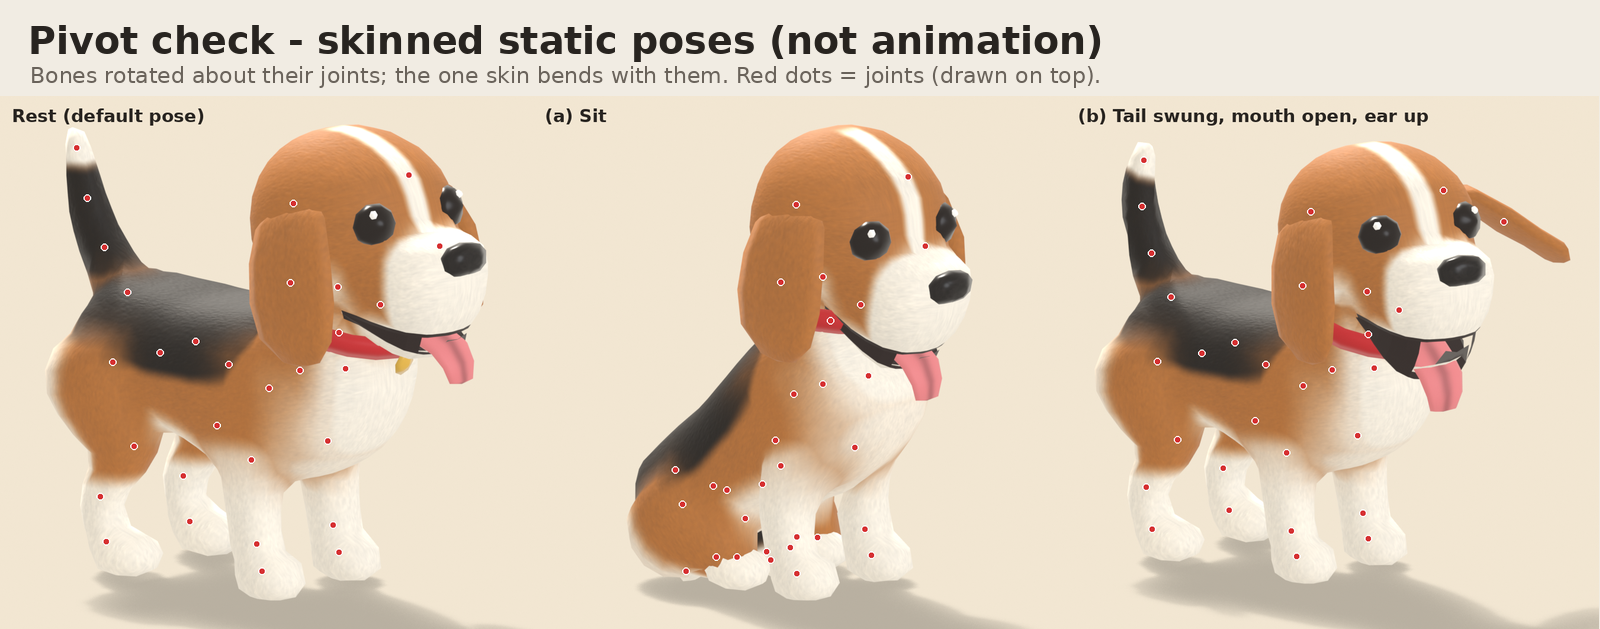 Pivot check - skinned static poses (not animation)
Bones rotated about their joints; the one skin bends with them. Red dots = joints (drawn on top).
Rest (default pose)
(a) Sit
(b) Tail swung, mouth open, ear up